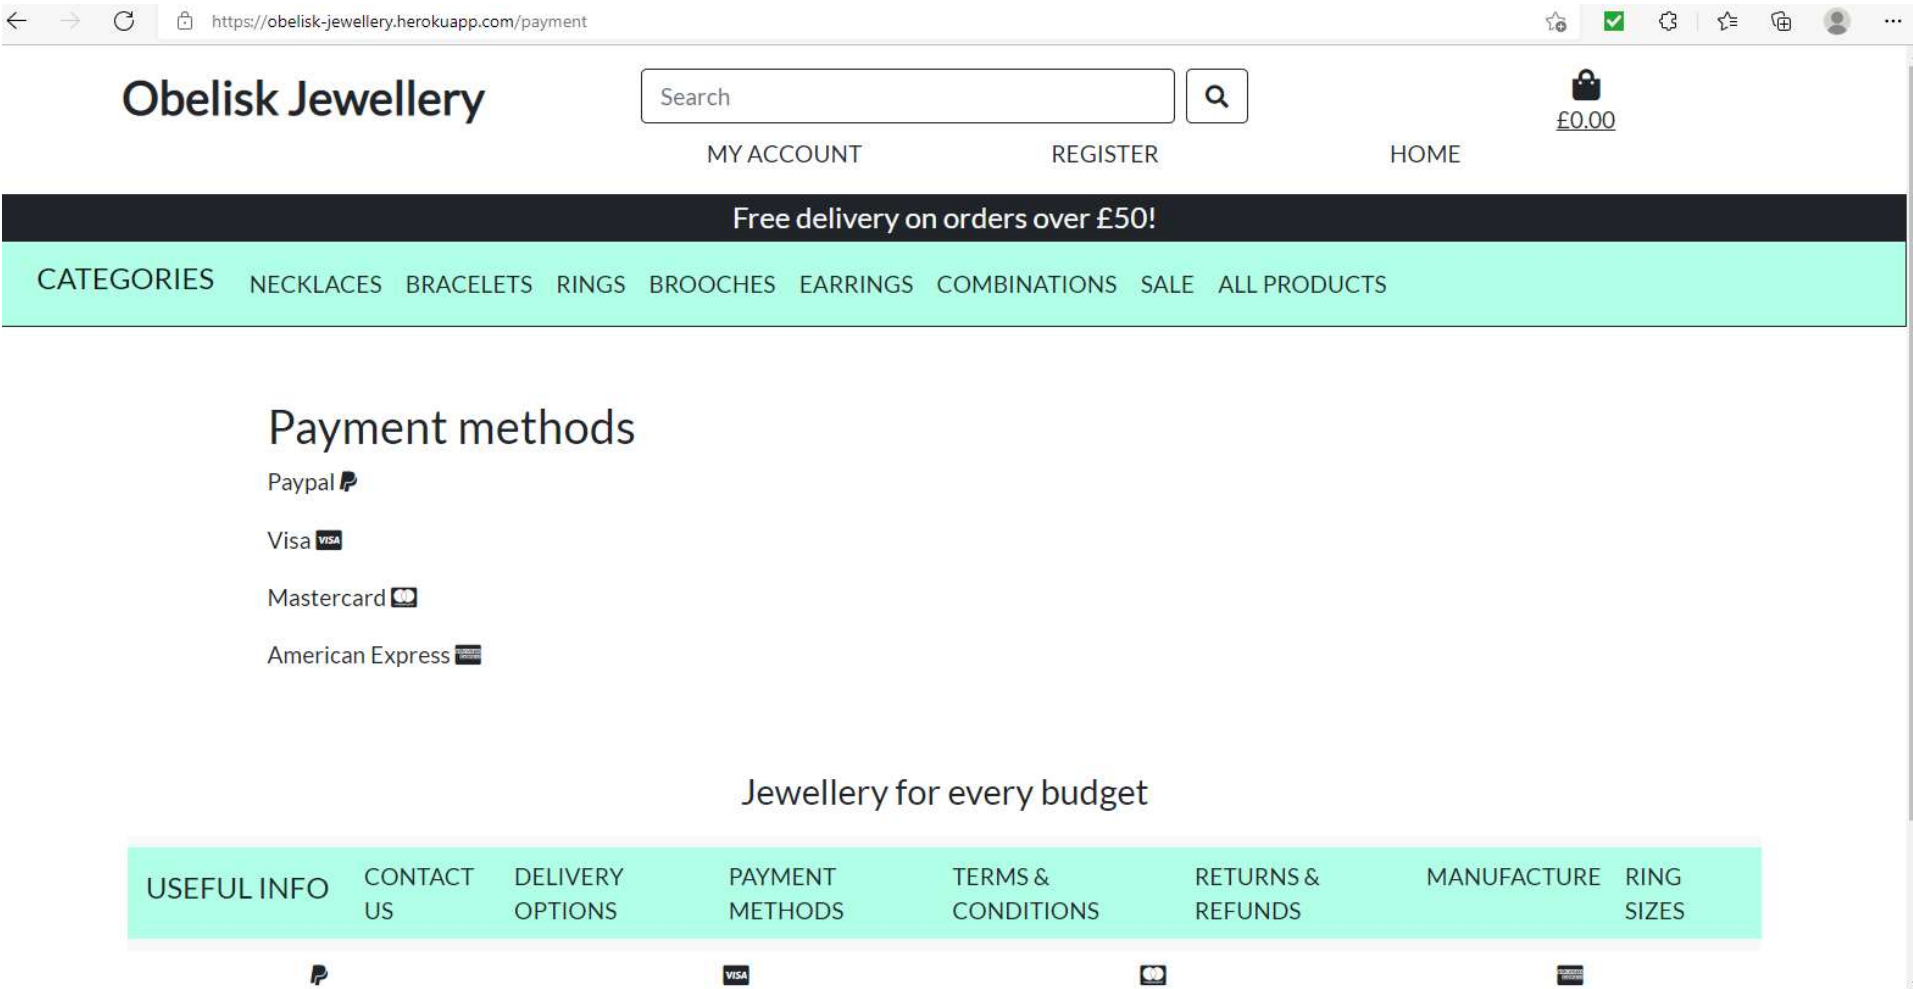 https://obelisk-jewellery.herokuapp.com/payment
Obelisk Jewellery
Search
£0.00
MY ACCOUNT REGISTER HOME
Free delivery on orders over £50!
CATEGORIES NECKLACES BRACELETS RINGS BROOCHES EARRINGS COMBINATIONS SALE ALL PRODUCTS
Payment methods
Paypal
Visa VISA
Mastercard
American Express
Jewellery for every budget
USEFUL INFO
CONTACT
US
DELIVERY
OPTIONS
PAYMENT
METHODS
TERMS &
CONDITIONS
RETURNS &
REFUNDS
MANUFACTURE
RING
SIZES
VISA